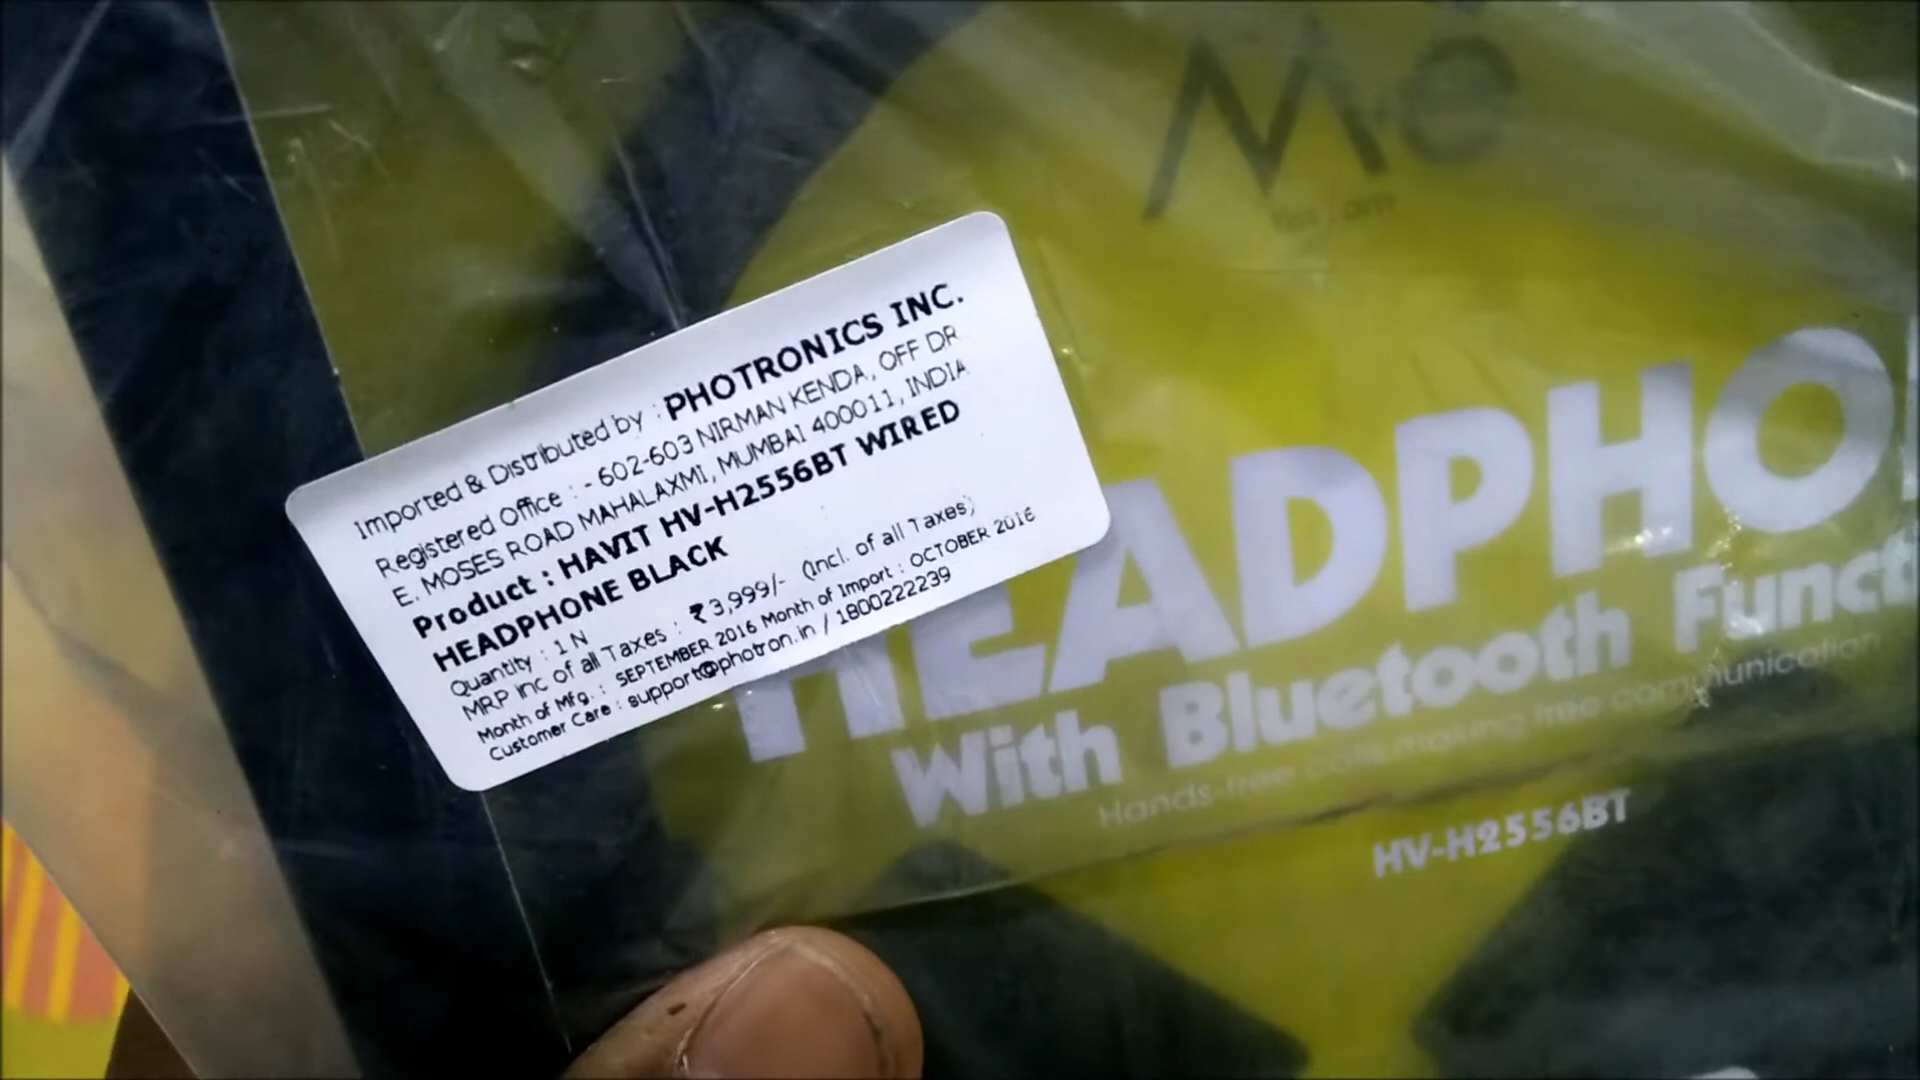 Me
Imported & Distributed by : PHOTRONICS INC.
Registered Office : - 602-603 NIRMAN KENDA, OFF DR
E. MOSES ROAD MAHALAXMI, MUMBAI 400011, INDIA
Product : HAVIT HV-H2556BT WIRED
HEADPHONE BLACK
Quantity : 1 N
MRP inc of all Taxes : ₹ 3,999/- (Incl. of all Taxes)
Month of Mfg. : SEPTEMBER 2016 Month of Import : OCTOBER 2016
Customer Care : support@photron.in / 1800222239
HEADPHO
With Bluetooth Funct
Hands-free calls making free communication
HV-H2556BT